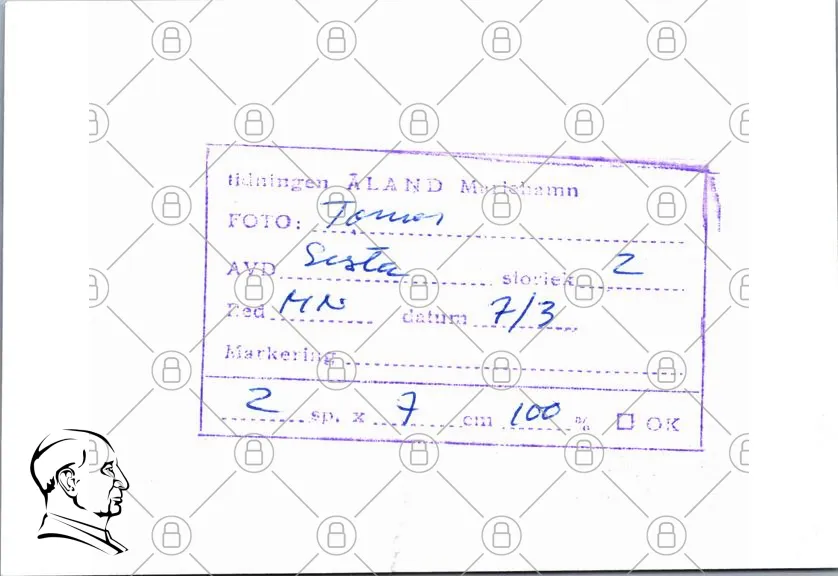 tidningen ÅLAND Mariehamn
FOTO: Tomas
AVD Sista storlek 2
Red MN datum 7/3
Markering
2 sp. x 7 cm 100 % OK